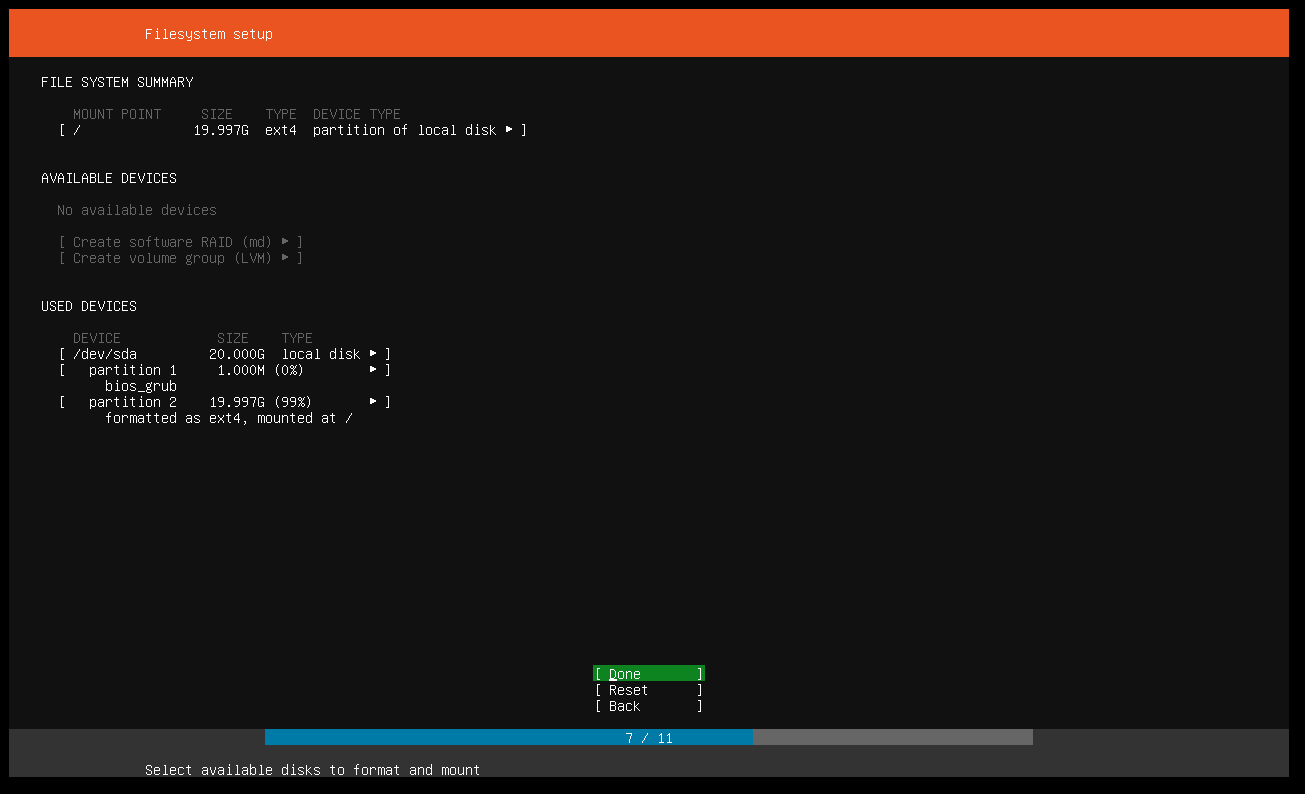 Filesystem setup
FILE SYSTEM SUMMARY
MOUNT POINT     SIZE    TYPE  DEVICE TYPE
[ /              19.997G  ext4  partition of local disk ▸ ]
AVAILABLE DEVICES
No available devices
[ Create software RAID (md) ▸ ]
[ Create volume group (LVM) ▸ ]
USED DEVICES
DEVICE            SIZE    TYPE
[ /dev/sda         20.000G  local disk ▸ ]
[   partition 1     1.000M (0%)        ▸ ]
bios_grub
[   partition 2    19.997G (99%)       ▸ ]
formatted as ext4, mounted at /
[ Done       ]
[ Reset      ]
[ Back       ]
7 / 11
Select available disks to format and mount